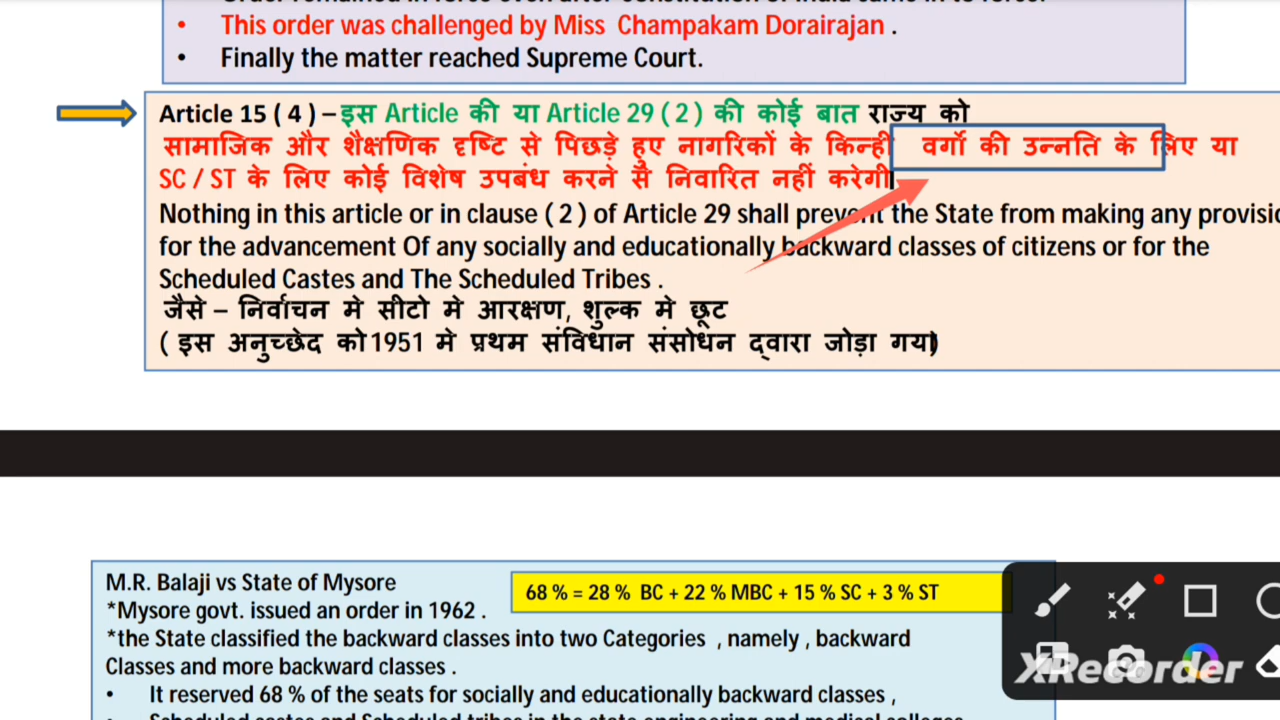 • This order was challenged by Miss Champakam Dorairajan .
• Finally the matter reached Supreme Court.
Article 15 ( 4 ) – इस Article की या Article 29 ( 2 ) की कोई बात राज्य को
सामाजिक और शैक्षणिक दृष्टि से पिछड़े हुए नागरिकों के किन्ही वर्गो की उन्नति के लिए या
SC / ST के लिए कोई विशेष उपबंध करने से निवारित नहीं करेगी
Nothing in this article or in clause ( 2 ) of Article 29 shall prevent the State from making any
for the advancement Of any socially and educationally backward classes of citizens or for the
Scheduled Castes and The Scheduled Tribes .
जैसे – निर्वाचन मे सीटो मे आरक्षण, शुल्क मे छूट
( इस अनुच्छेद को 1951 मे प्रथम संविधान संसोधन द्वारा जोड़ा गया)
M.R. Balaji vs State of Mysore
68 % = 28 % BC + 22 % MBC + 15 % SC + 3 % ST
*Mysore govt. issued an order in 1962 .
*the State classified the backward classes into two Categories , namely , backward
Classes and more backward classes .
• It reserved 68 % of the seats for socially and educationally backward classes ,
XRecorder